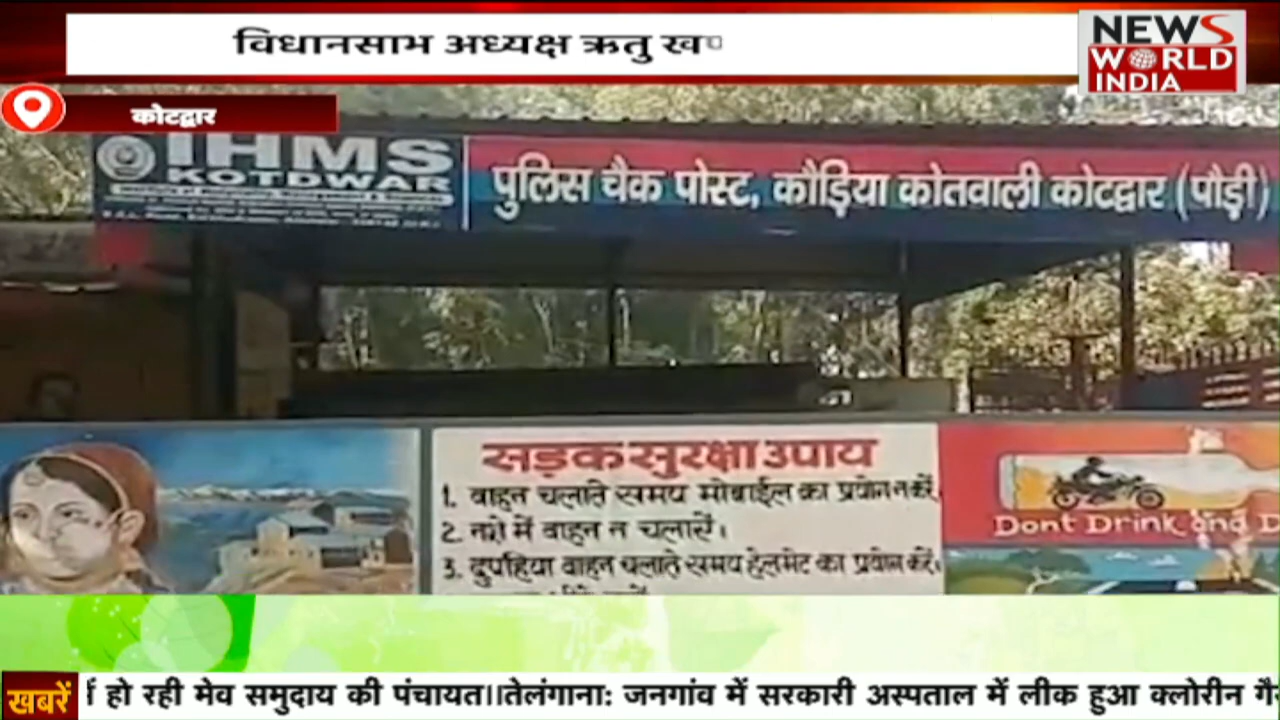 विधानसाभ अध्यक्ष ऋतु ख
NEWS
WORLD
INDIA
कोटद्वार
IHMS
KOTDWAR
पुलिस चैक पोस्ट, कौड़िया कोतवाली कोटद्वार (पौड़ी)
सड़क सुरक्षा उपाय
1. वाहन चलाते समय मोबाईल का प्रयोग न करें
2. नशे में वाहन न चलायें।
3. दुपहिया वाहन चलाते समय हेलमेट का प्रयोग करें।
Dont Drink and D
खबरें
हो रही मेव समुदाय की पंचायत।।तेलंगाना: जनगांव में सरकारी अस्पताल में लीक हुआ क्लोरीन गै